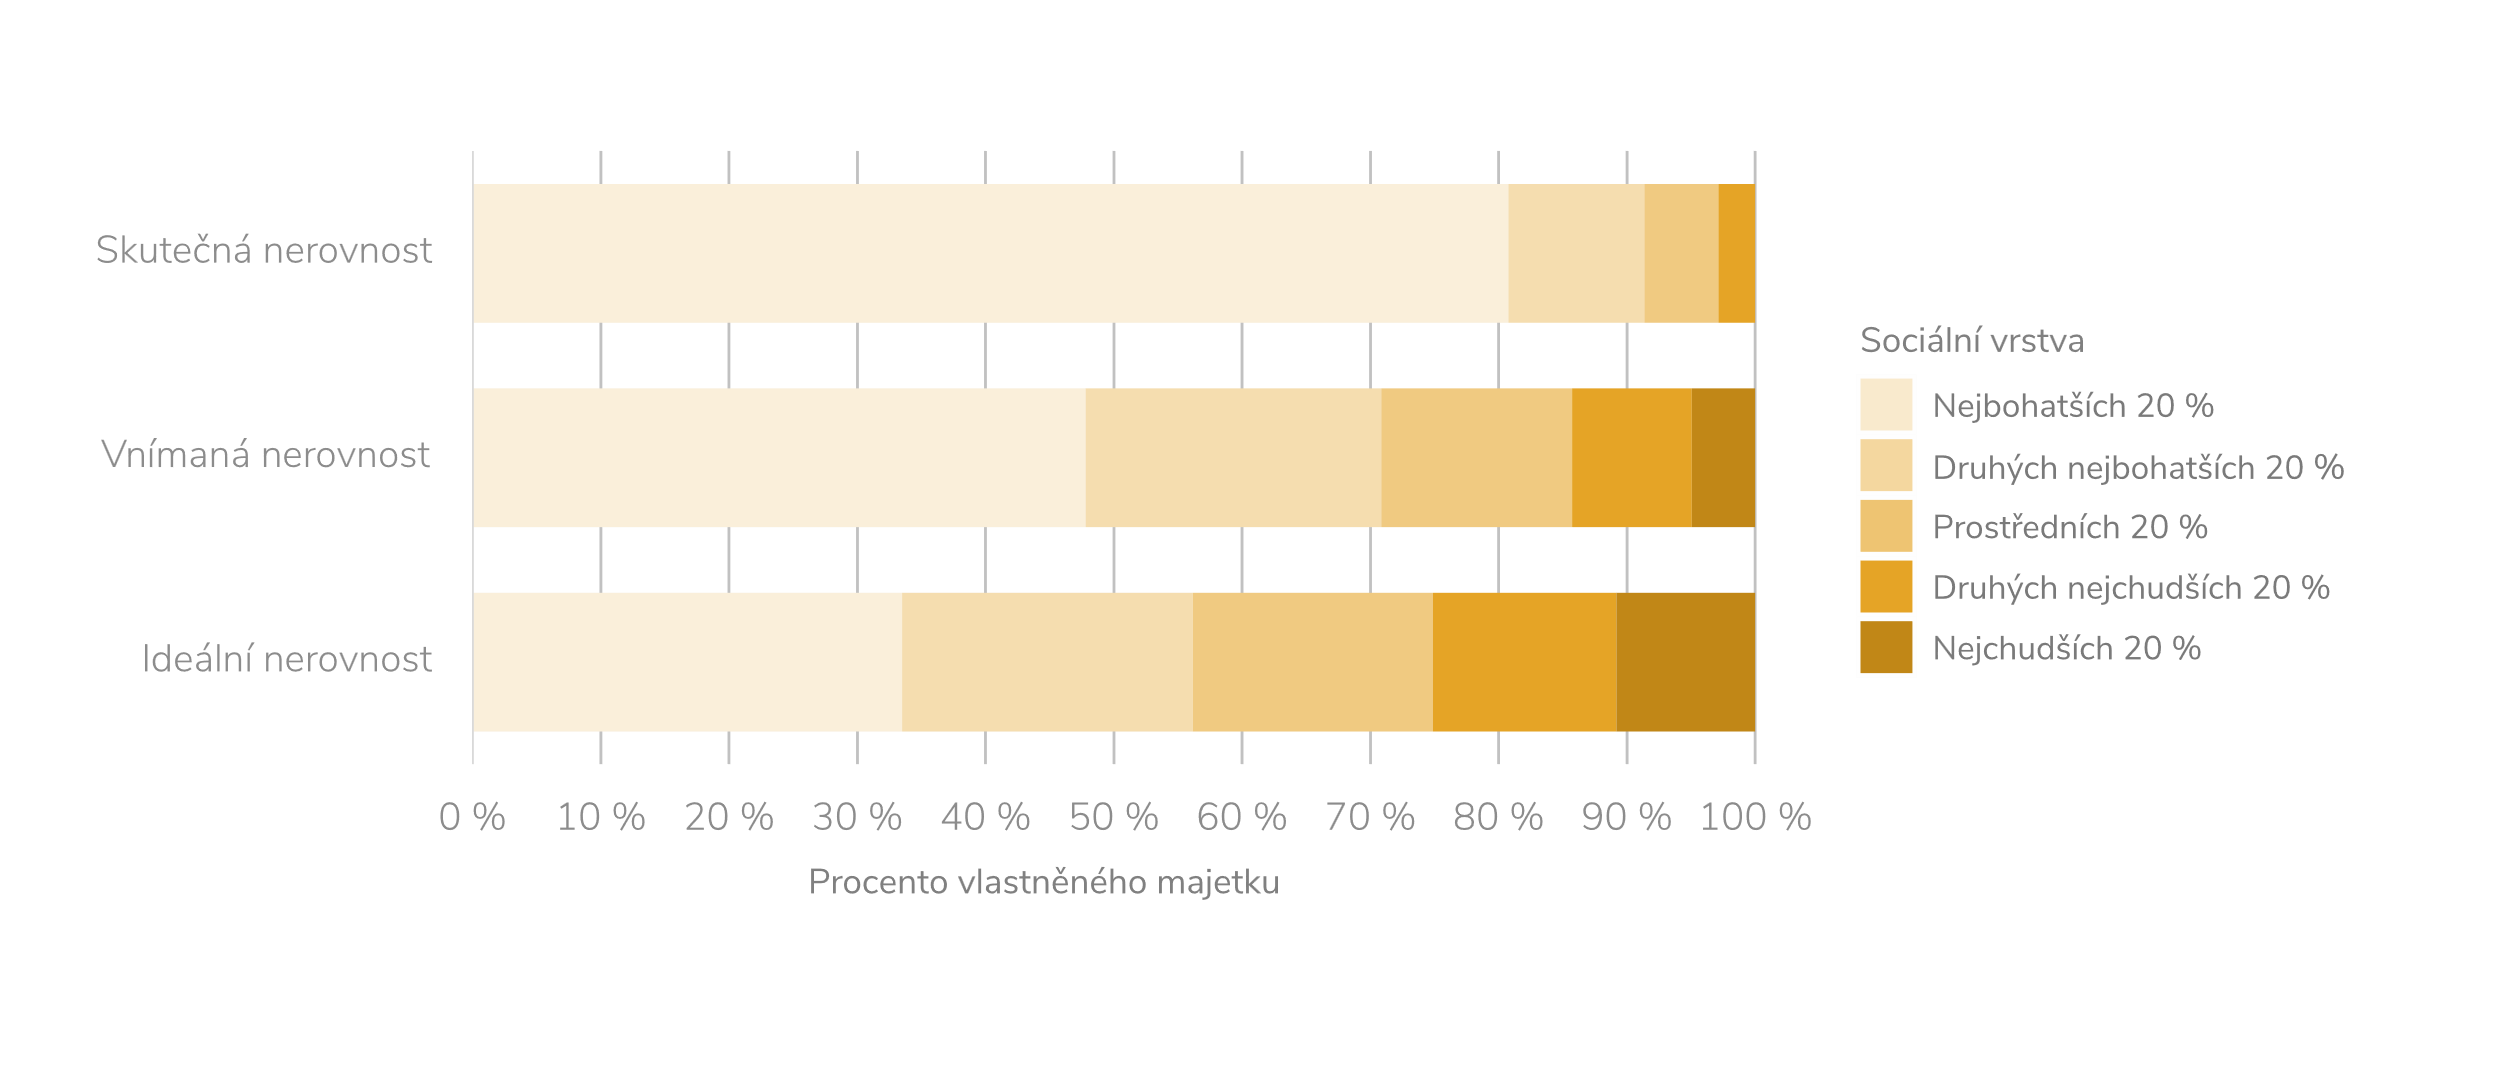 Skutečná nerovnost
Vnímaná nerovnost
Ideální nerovnost
0 % 10 % 20 % 30 % 40 % 50 % 60 % 70 % 80 % 90 % 100 %
Procento vlastněného majetku
Sociální vrstva
Nejbohatších 20 %
Druhých nejbohatších 20 %
Prostředních 20 %
Druhých nejchudších 20 %
Nejchudších 20 %